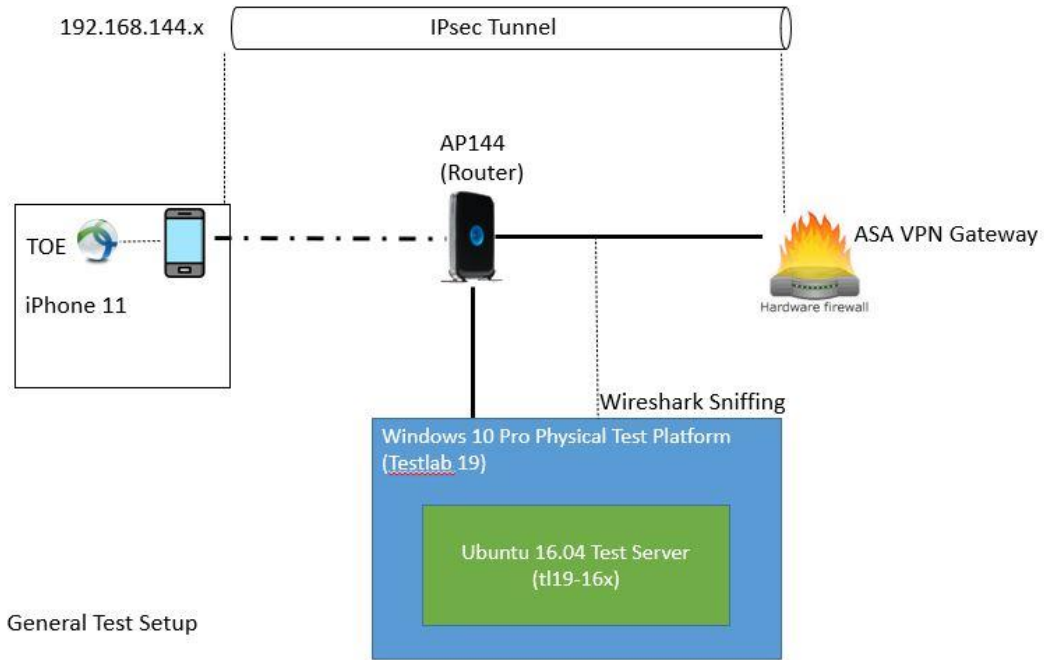 192.168.144.x
IPsec Tunnel
AP144
(Router)
TOE
iPhone 11
ASA VPN Gateway
Hardware firewall
Wireshark Sniffing
Windows 10 Pro Physical Test Platform
(Testlab 19)
Ubuntu 16.04 Test Server
(tl19-16x)
General Test Setup